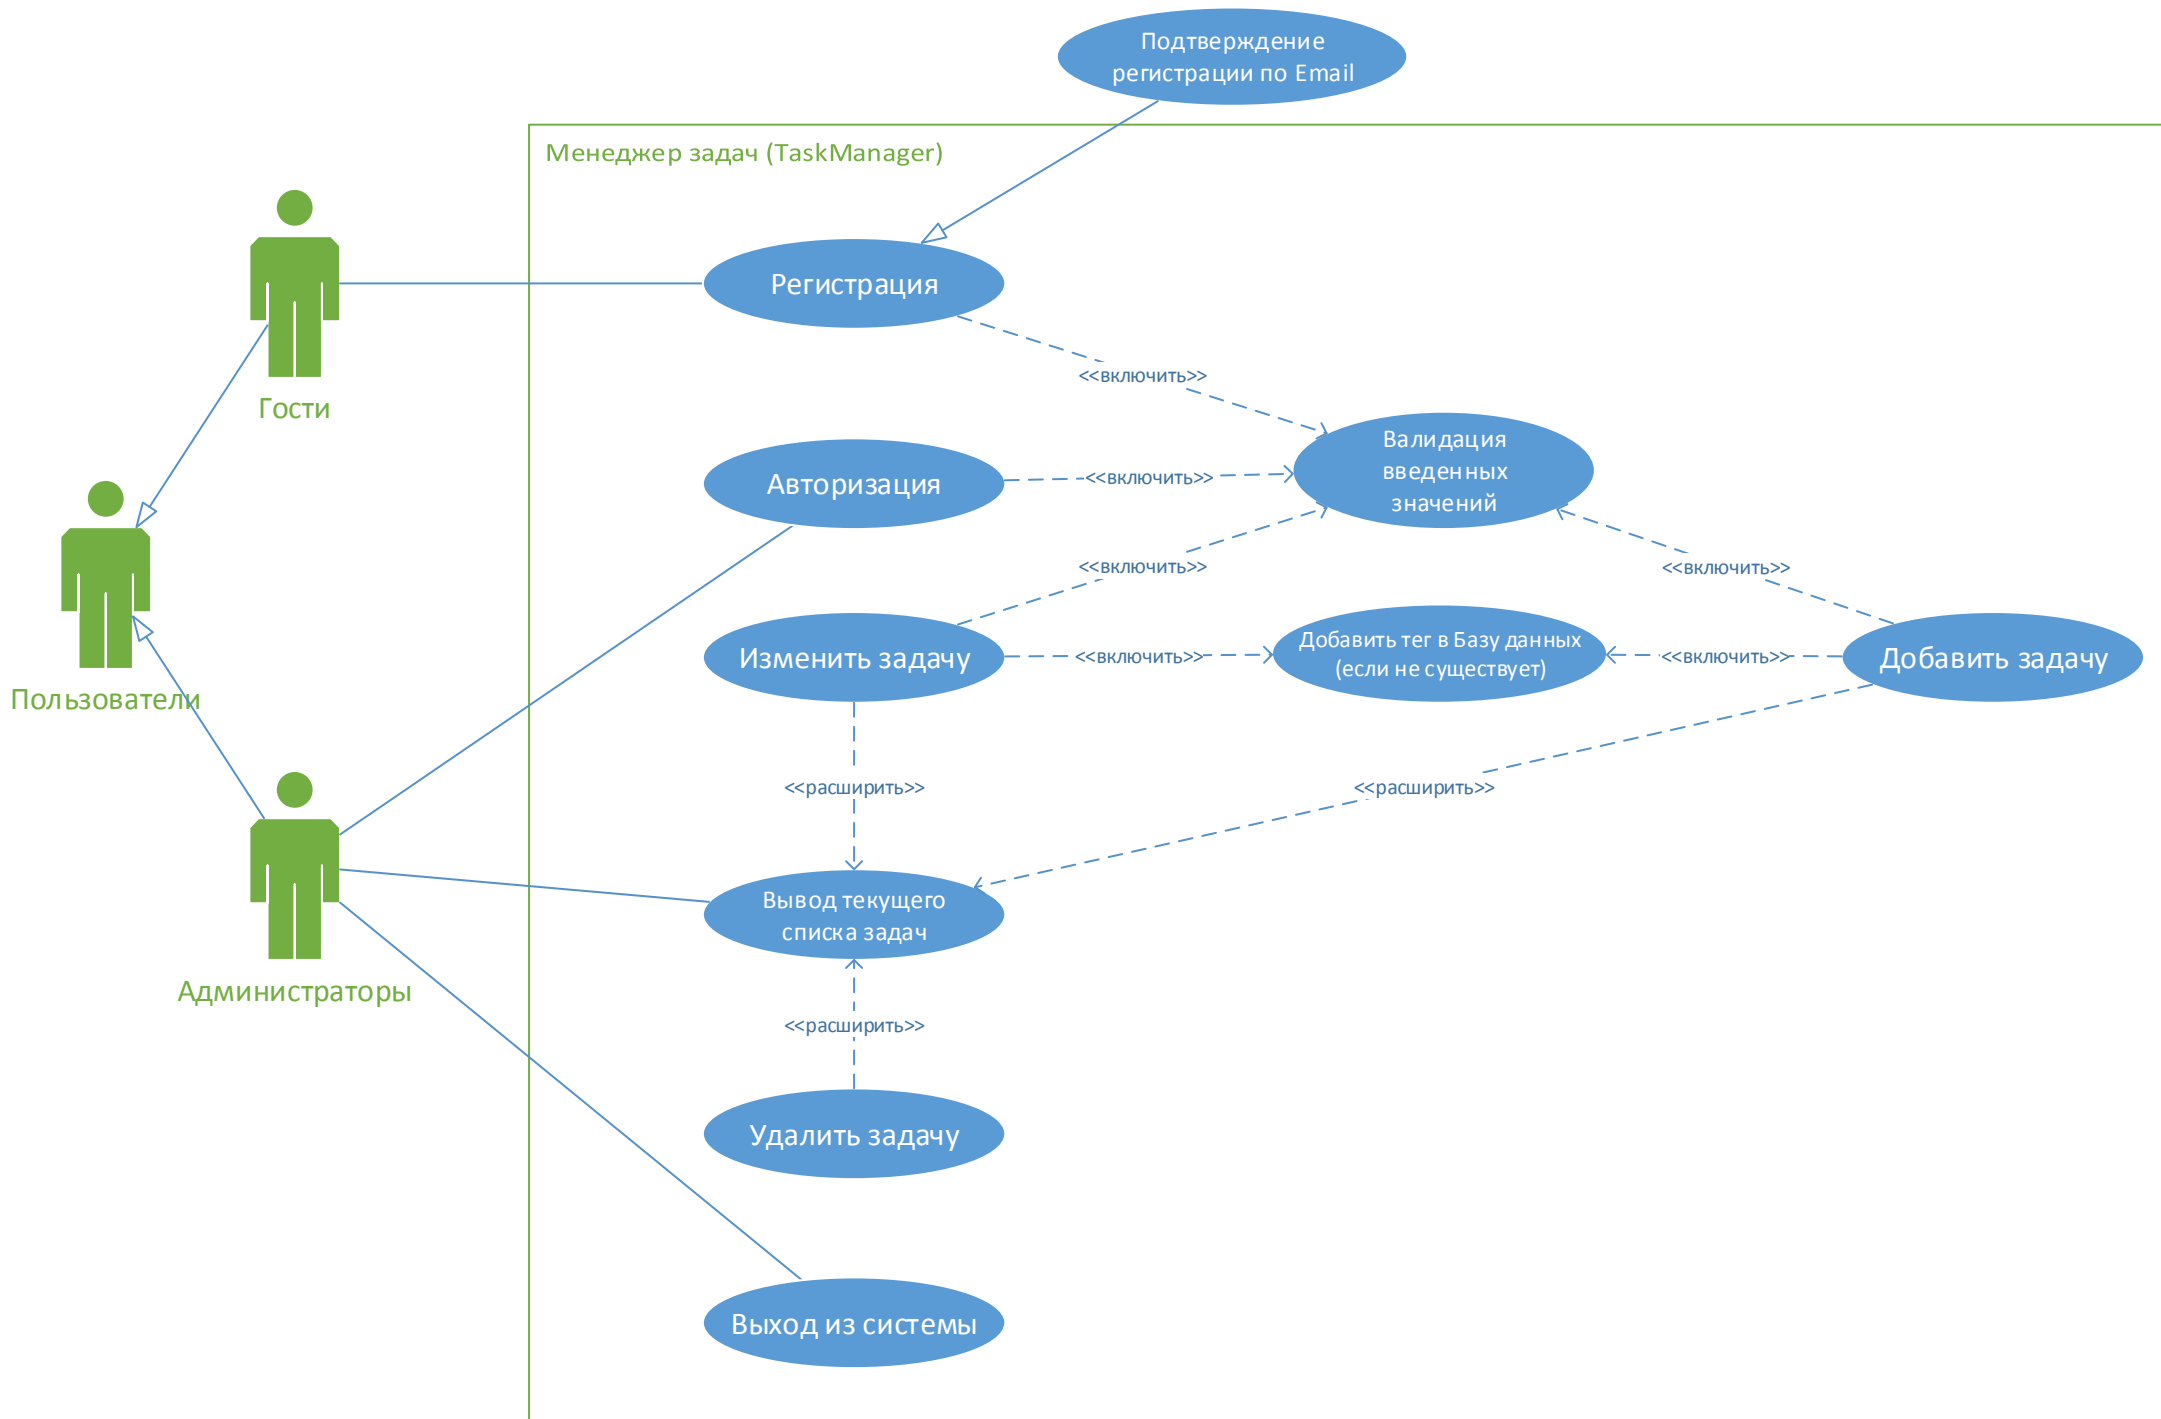 Подтверждение
регистрации по Email
Менеджер задач (TaskManager)
Регистрация
<<включить>>
Гости
Валидация
введенных
значений
Авторизация
<<включить>>
<<включить>>
<<включить>>
Изменить задачу
<<включить>>
Добавить тег в Базу данных
(если не существует)
<<включить>>
Добавить задачу
Пользователи
<<расширить>>
<<расширить>>
Вывод текущего
списка задач
Администраторы
<<расширить>>
Удалить задачу
Выход из системы